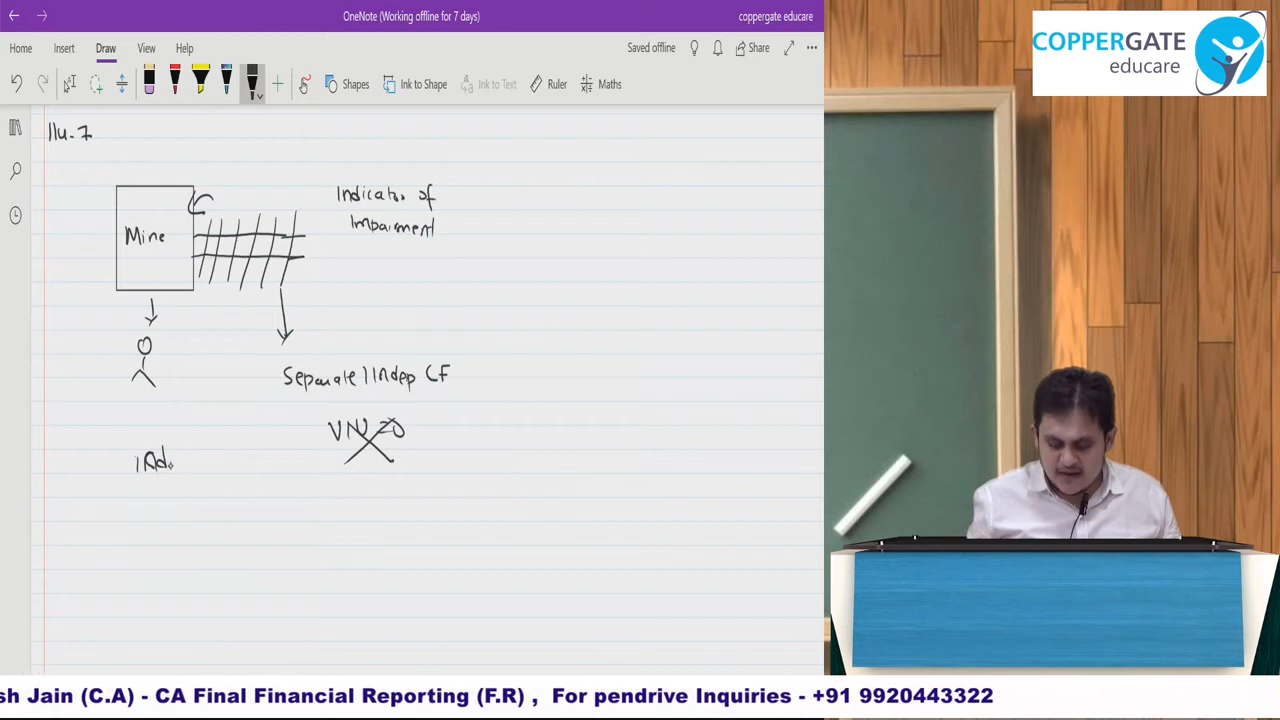 OneNote (Working offline for 7 days)
coppergate educare
Home Insert Draw View Help
Saved offline
Share
Shapes
Ink to Shape
Ink to Text
Ruler
Maths
COPPERGATE
educare
Illu. 7
Mine
Indicator of
Impairment
Separate | Indep CF
VIU = 0
Ind.
sh Jain (C.A) - CA Final Financial Reporting (F.R) , For pendrive Inquiries - +91 9920443322